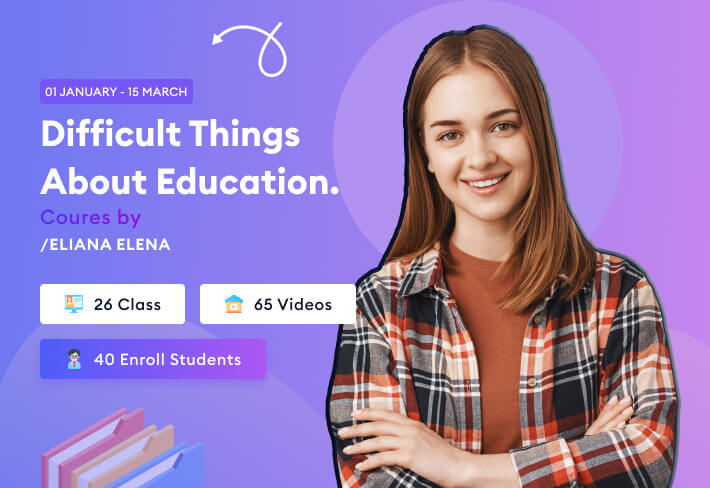 01 JANUARY - 15 MARCH
Difficult Things
About Education.
Coures by
/ELIANA ELENA
26 Class
65 Videos
40 Enroll Students